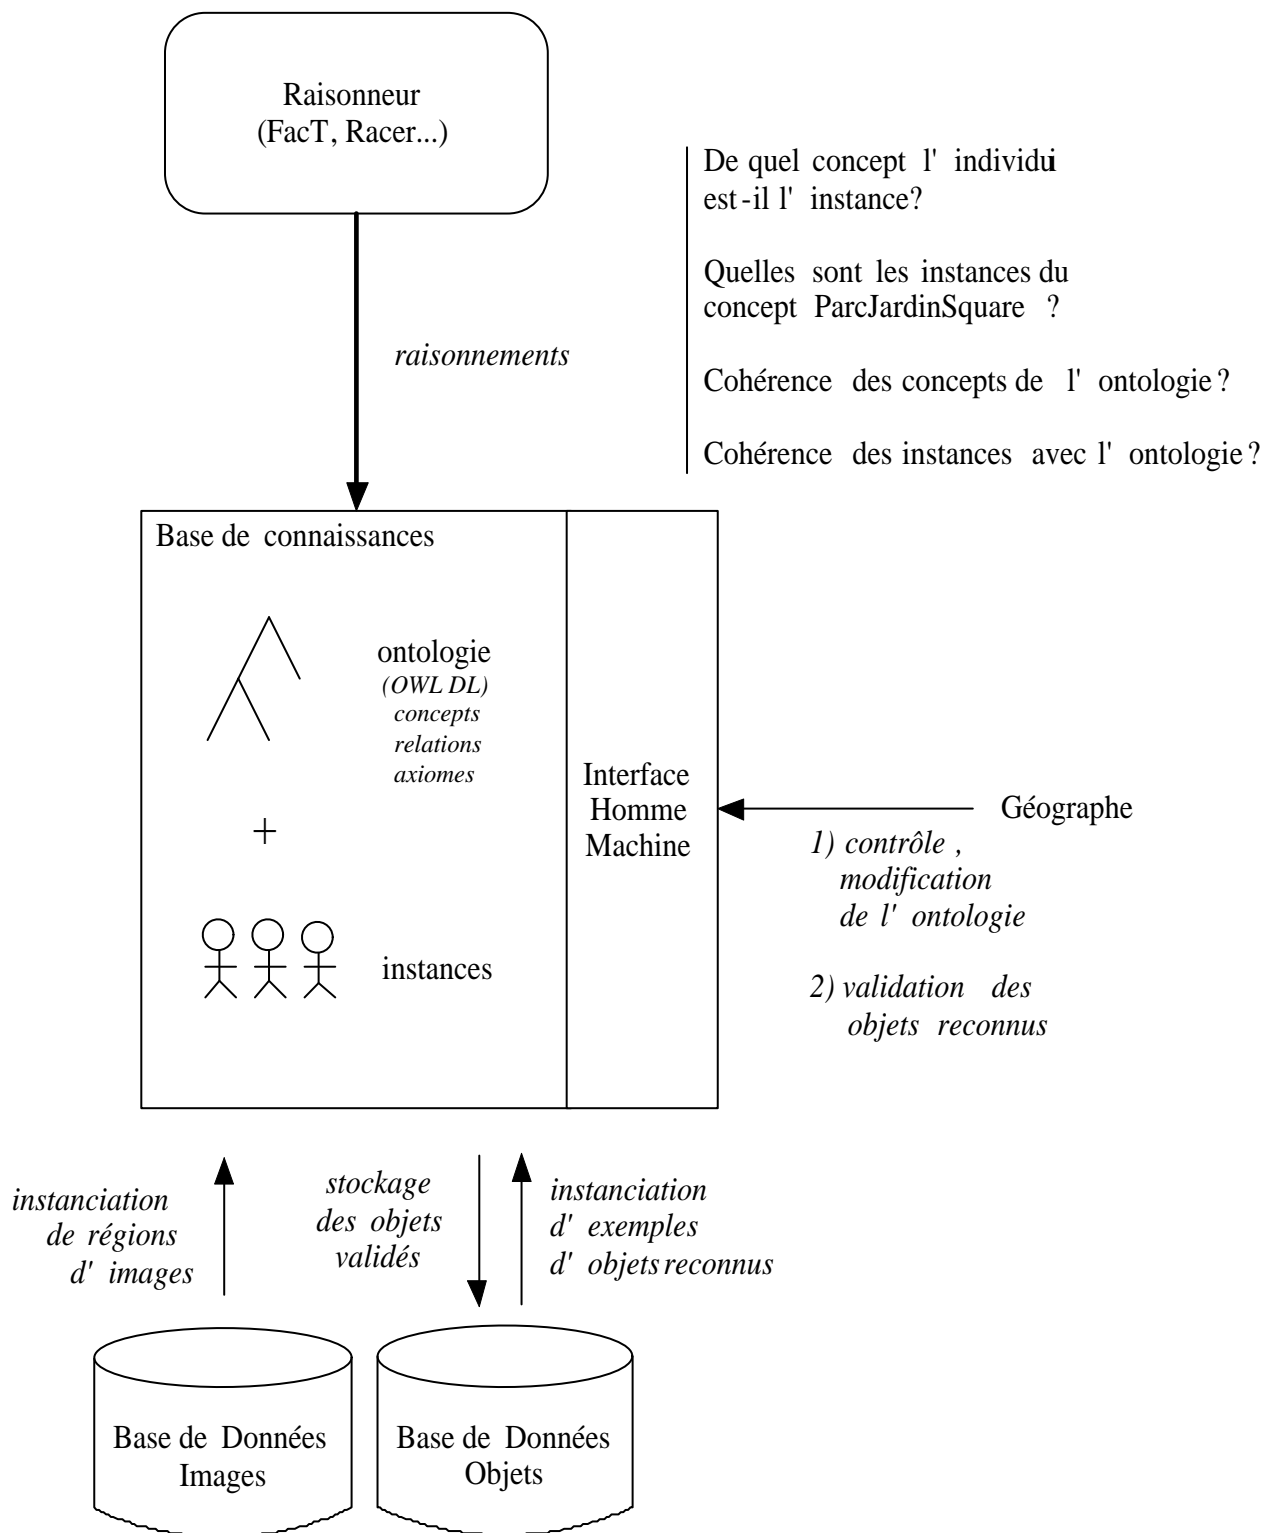 Raisonneur
(FacT, Racer...)
De quel concept l' individu i
est-il l' instance?
Quelles sont les instances du
concept ParcJardinSquare ?
raisonnements
Cohérence des concepts de l' ontologie ?
Cohérence des instances avec l' ontologie ?
Base de connaissances
ontologie
(OWL DL)
concepts
relations
axiomes
+
instances
Interface
Homme
Machine
Géographe
1) contrôle ,
modification
de l' ontologie
2) validation des
objets reconnus
instanciation
de régions
d' images
stockage
des objets
validés
instanciation
d' exemples
d' objets reconnus
Base de Données
Images
Base de Données
Objets